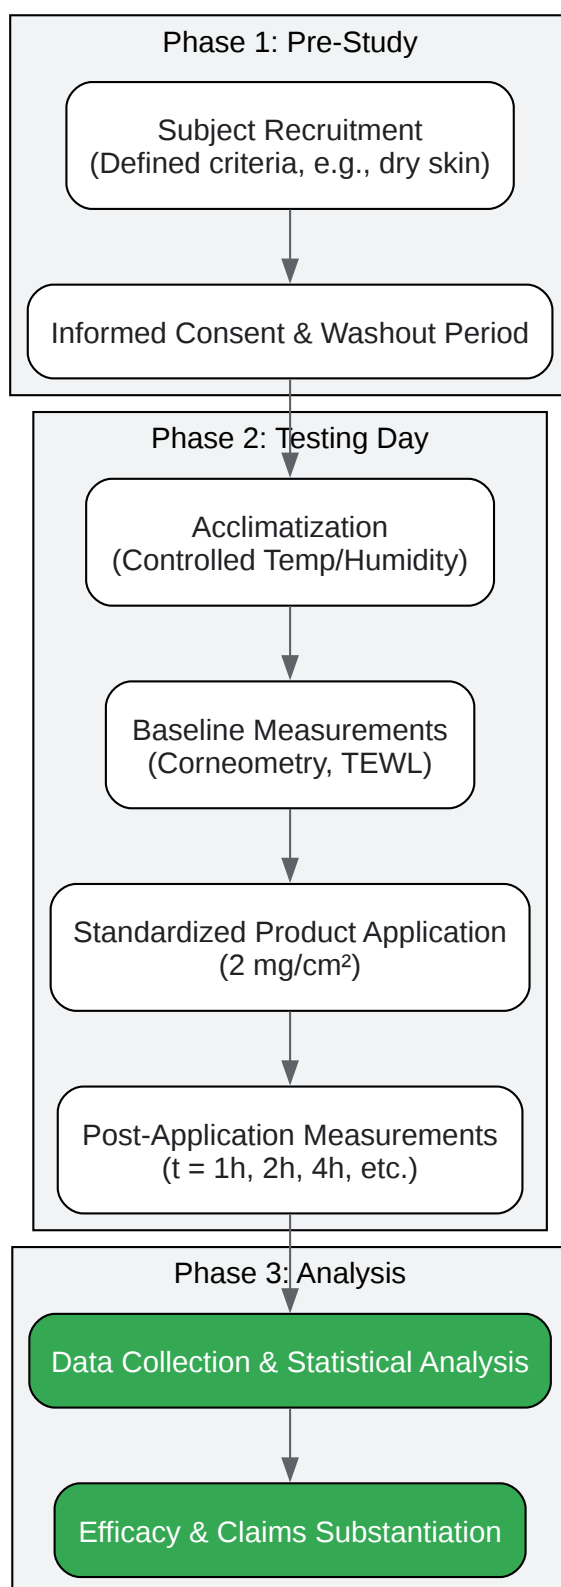 Phase 1: Pre-Study
Subject Recruitment
(Defined criteria, e.g., dry skin)
Informed Consent & Washout Period
Phase 2: Testing Day
Acclimatization
(Controlled Temp/Humidity)
Baseline Measurements
(Corneometry, TEWL)
Standardized Product Application
(2 mg/cm²)
Post-Application Measurements
(t = 1h, 2h, 4h, etc.)
Phase 3: Analysis
Data Collection & Statistical Analysis
Efficacy & Claims Substantiation